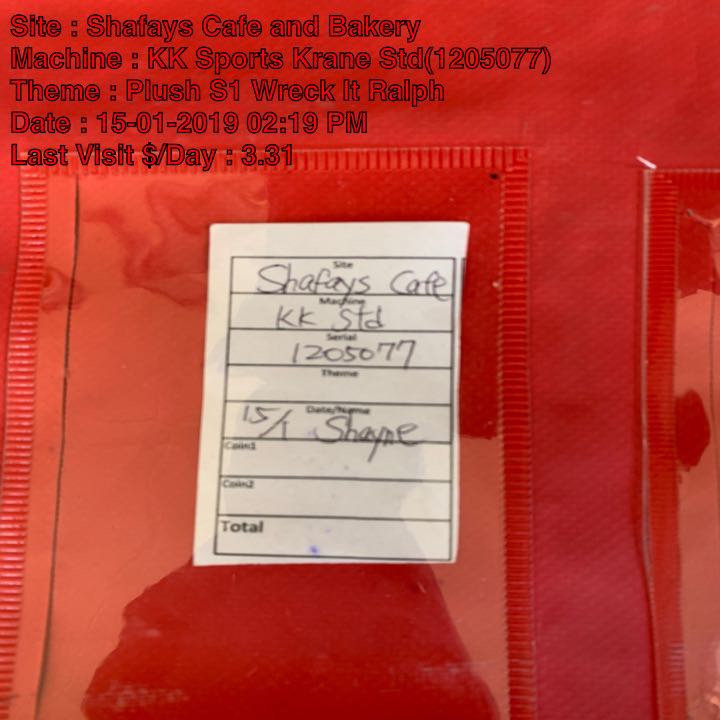 Site : Shafays Cafe and Bakery
Machine : KK Sports Krane Std(1205077)
Theme : Plush S1 Wreck It Ralph
Date : 15-01-2019 02:19 PM
Last Visit $/Day : 3.31
Site
Shafays Cafe
Machine
KK Std
Serial
1205077
Theme
Date/Name
15/1 Shayne
Coin1
Coin2
Total